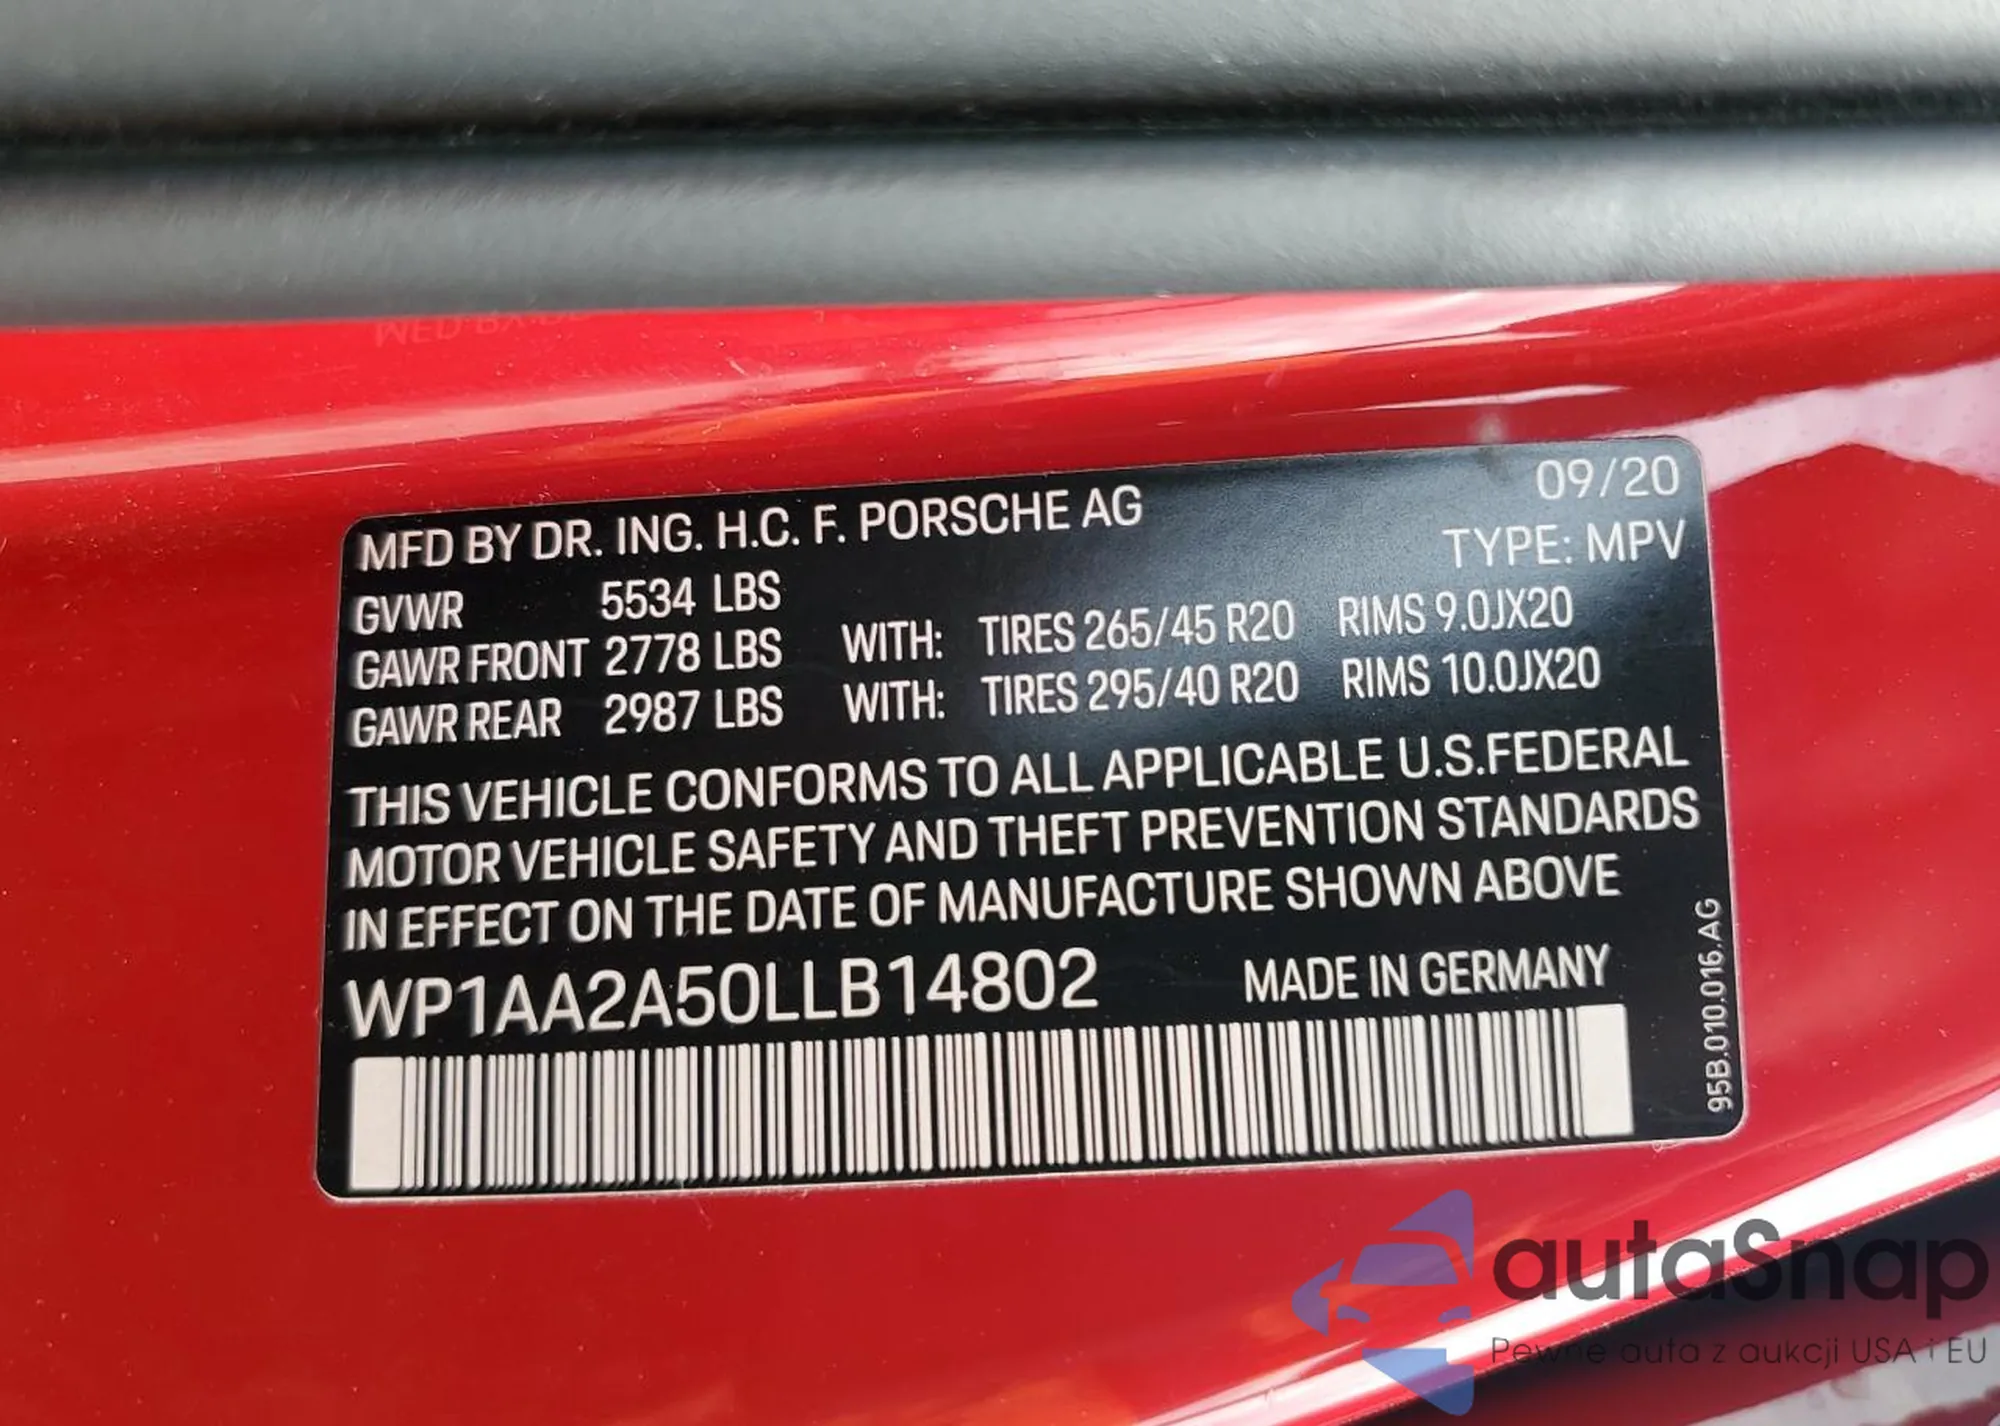 MFD BY DR. ING. H.C. F. PORSCHE AG 09/20
TYPE: MPV
GVWR 5534 LBS
GAWR FRONT 2778 LBS WITH: TIRES 265/45 R20 RIMS 9.0JX20
GAWR REAR 2987 LBS WITH: TIRES 295/40 R20 RIMS 10.0JX20
THIS VEHICLE CONFORMS TO ALL APPLICABLE U.S.FEDERAL
MOTOR VEHICLE SAFETY AND THEFT PREVENTION STANDARDS
IN EFFECT ON THE DATE OF MANUFACTURE SHOWN ABOVE
WP1AA2A50LLB14802 MADE IN GERMANY
95B.010.016.AG
autaSnap
Pewne auta z aukcji USA i EU